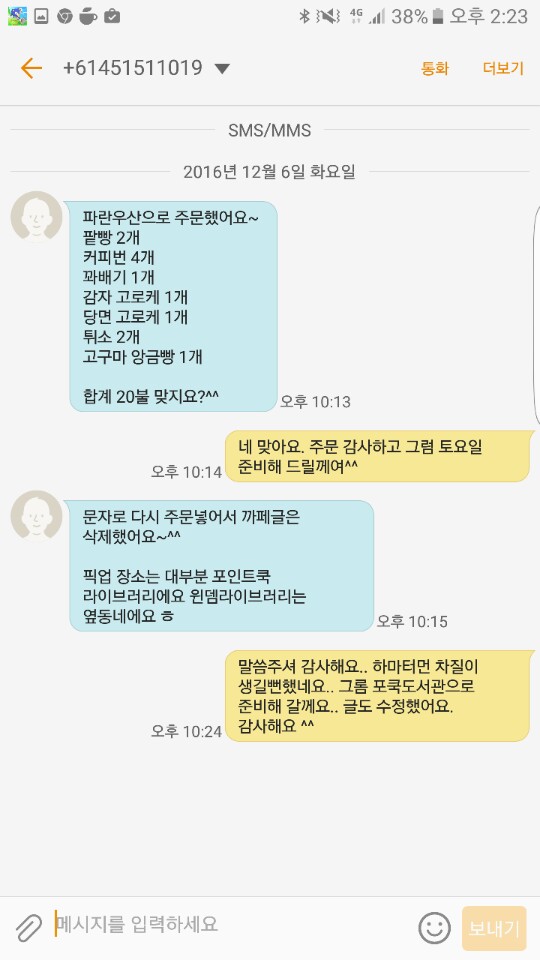 4G 38% 오후 2:23
+61451511019 통화 더보기
SMS/MMS
2016년 12월 6일 화요일
파란우산으로 주문했어요~
팥빵 2개
커피번 4개
꽈배기 1개
감자 고로케 1개
당면 고로케 1개
튀소 2개
고구마 앙금빵 1개
합계 20불 맞지요?^^
오후 10:13
네 맞아요. 주문 감사하고 그럼 토요일
준비해 드릴께여^^
오후 10:14
문자로 다시 주문넣어서 까페글은
삭제했어요~^^
픽업 장소는 대부분 포인트쿡
라이브러리에요 윈뎀라이브러리는
옆동네에요 ㅎ
오후 10:15
말씀주셔 감사해요.. 하마터면 차질이
생길뻔했네요.. 그롬 포쿡도서관으로
준비해 갈께요.. 글도 수정했어요.
감사해요 ^^
오후 10:24
메시지를 입력하세요
보내기